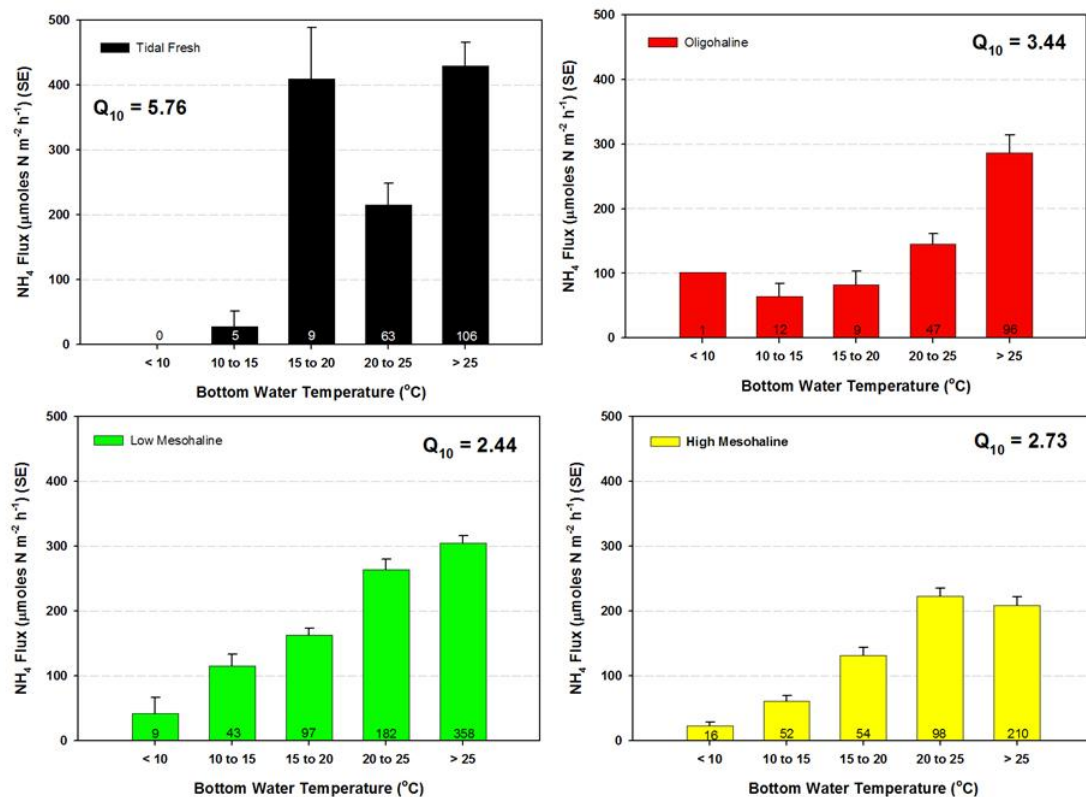 Tidal Fresh
Q10 = 5.76
NH4 Flux (µmoles N m-2 h-1) (SE)
500
400
300
200
100
0
0
5
9
63
106
< 10
10 to 15
15 to 20
20 to 25
> 25
Bottom Water Temperature (oC)
Oligohaline
Q10 = 3.44
NH4 Flux (µmoles N m-2 h-1) (SE)
500
400
300
200
100
0
1
12
9
47
96
< 10
10 to 15
15 to 20
20 to 25
> 25
Bottom Water Temperature (oC)
Low Mesohaline
Q10 = 2.44
NH4 Flux (µmoles N m-2 h-1) (SE)
500
400
300
200
100
0
9
43
97
182
358
< 10
10 to 15
15 to 20
20 to 25
> 25
Bottom Water Temperature (oC)
High Mesohaline
Q10 = 2.73
NH4 Flux (µmoles N m-2 h-1) (SE)
500
400
300
200
100
0
16
52
54
98
210
< 10
10 to 15
15 to 20
20 to 25
> 25
Bottom Water Temperature (oC)